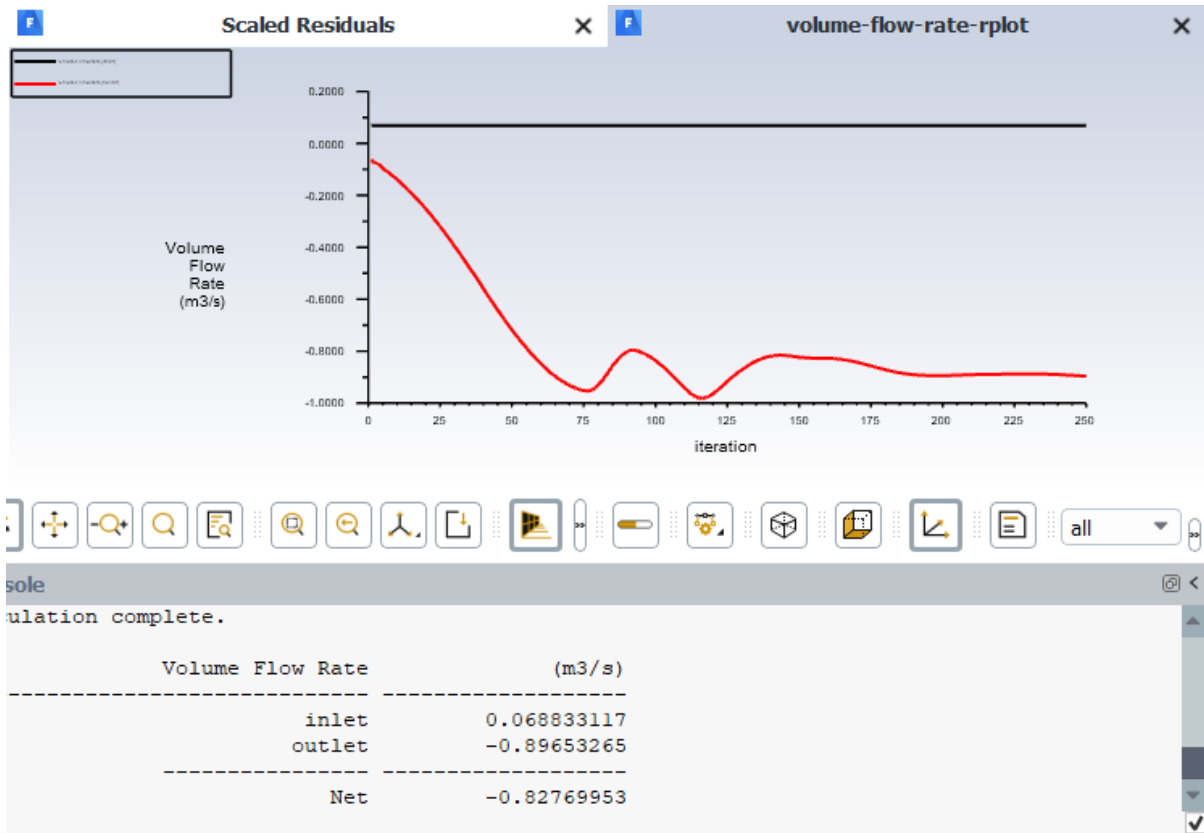 F Scaled Residuals × F volume-flow-rate-rplot ×
0.2000
0.0000
-0.2000
-0.4000
-0.6000
-0.8000
-1.0000
Volume
Flow
Rate
(m3/s)
0 25 50 75 100 125 150 175 200 225 250
iteration
all
sole
ulation complete.
Volume Flow Rate (m3/s)
---------------------------- -------------------
inlet 0.068833117
outlet -0.89653265
---------------- -------------------
Net -0.82769953